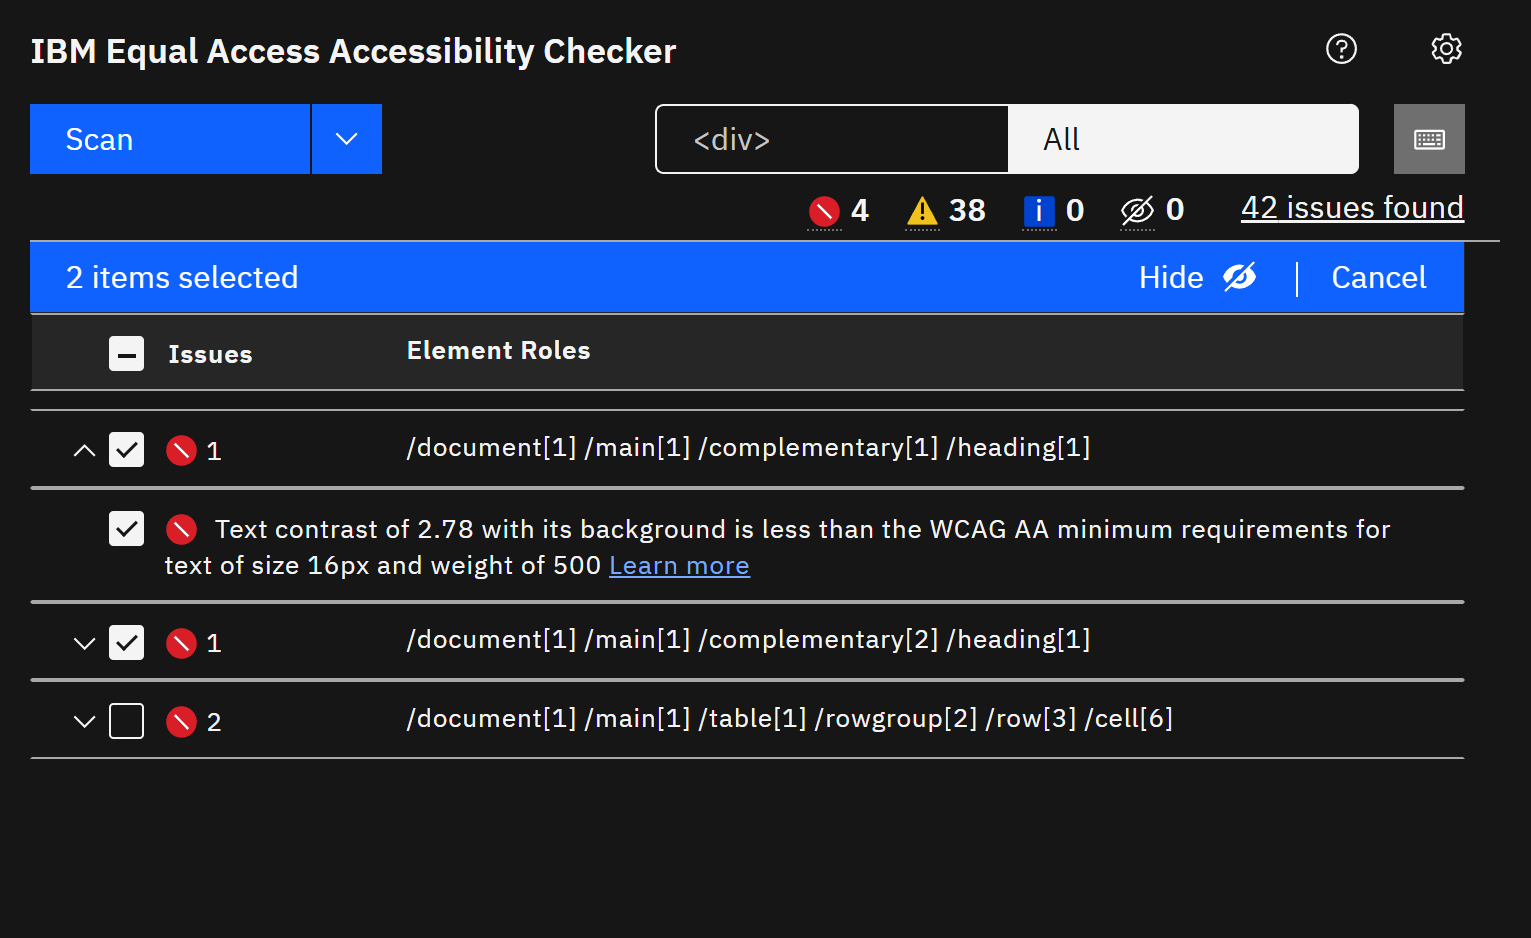 IBM Equal Access Accessibility Checker
Scan
<div>
All
4
38
0
0
42 issues found
2 items selected
Hide
Cancel
Issues
Element Roles
1
/document[1] /main[1] /complementary[1] /heading[1]
Text contrast of 2.78 with its background is less than the WCAG AA minimum requirements for
text of size 16px and weight of 500 Learn more
1
/document[1] /main[1] /complementary[2] /heading[1]
2
/document[1] /main[1] /table[1] /rowgroup[2] /row[3] /cell[6]